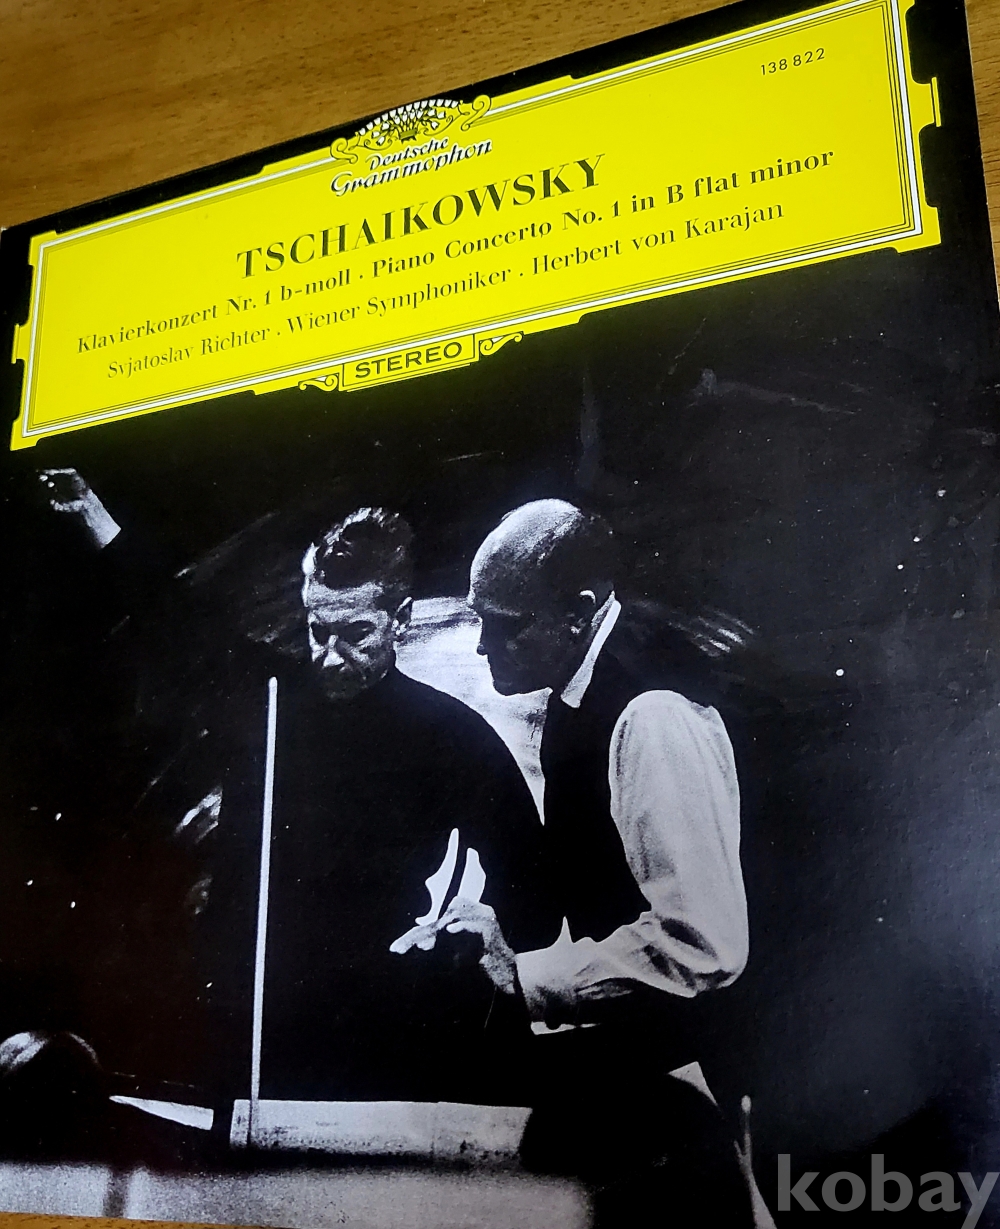 138 822
Deutsche
Grammophon
TSCHAIKOWSKY
Klavierkonzert Nr. 1 b-moll · Piano Concerto No. 1 in B flat minor
Svjatoslav Richter · Wiener Symphoniker · Herbert von Karajan
STEREO
kobay